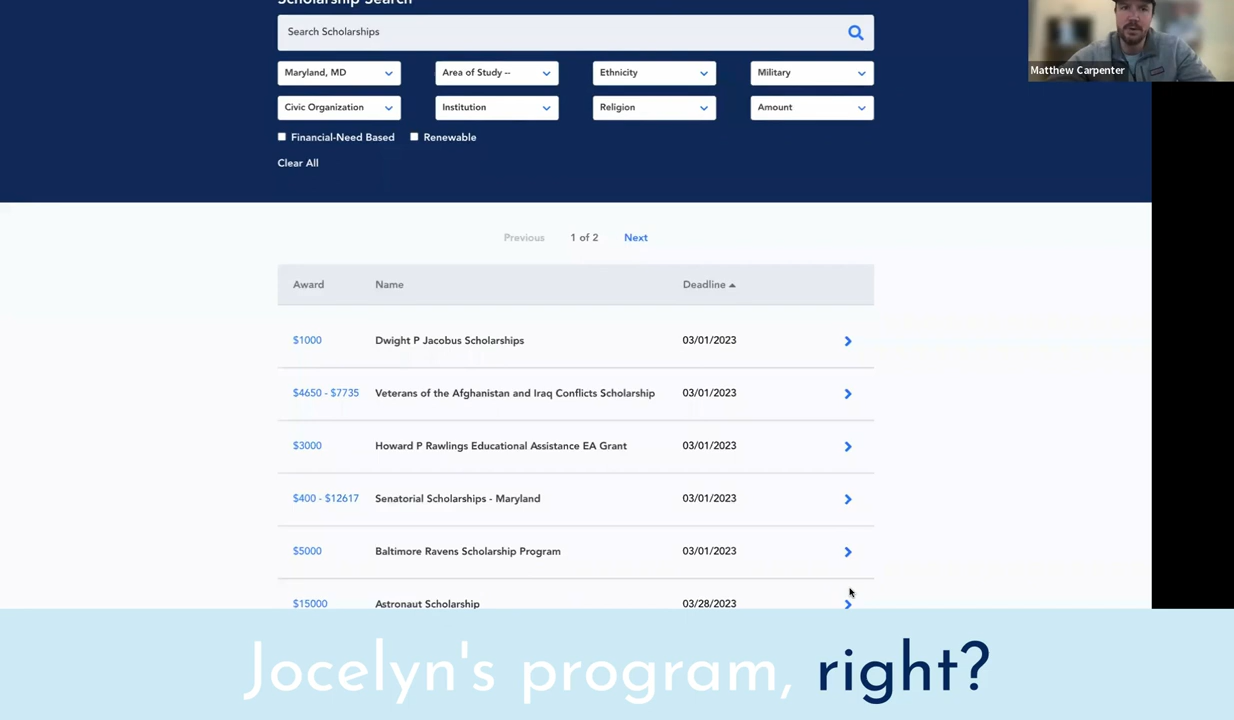 Scholarship Search
Search Scholarships
Matthew Carpenter
Maryland, MD Area of Study -- Ethnicity Military
Civic Organization Institution Religion Amount
Financial-Need Based Renewable
Clear All
Previous 1 of 2 Next
Award Name Deadline
$1000 Dwight P Jacobus Scholarships 03/01/2023
$4650 - $7735 Veterans of the Afghanistan and Iraq Conflicts Scholarship 03/01/2023
$3000 Howard P Rawlings Educational Assistance EA Grant 03/01/2023
$400 - $12617 Senatorial Scholarships - Maryland 03/01/2023
$5000 Baltimore Ravens Scholarship Program 03/01/2023
$15000 Astronaut Scholarship 03/28/2023
Jocelyn's program, right?